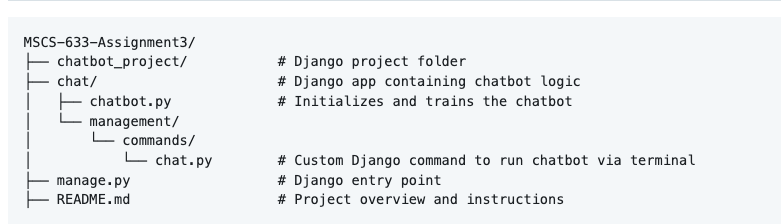 MSCS-633-Assignment3/
├── chatbot_project/           # Django project folder
├── chat/                      # Django app containing chatbot logic
│   ├── chatbot.py             # Initializes and trains the chatbot
│   └── management/
│       └── commands/
│           └── chat.py        # Custom Django command to run chatbot via terminal
├── manage.py                  # Django entry point
├── README.md                  # Project overview and instructions